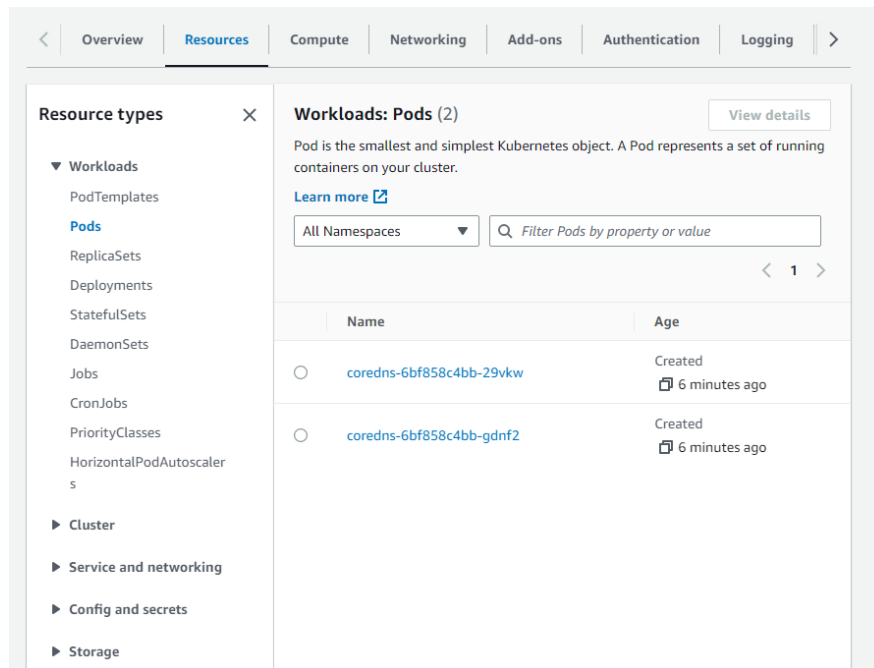 Overview Resources Compute Networking Add-ons Authentication Logging
Resource types
Workloads
PodTemplates
Pods
ReplicaSets
Deployments
StatefulSets
DaemonSets
Jobs
CronJobs
PriorityClasses
HorizontalPodAutoscaler
s
Cluster
Service and networking
Config and secrets
Storage
Workloads: Pods (2)
View details
Pod is the smallest and simplest Kubernetes object. A Pod represents a set of running
containers on your cluster.
Learn more
All Namespaces
Filter Pods by property or value
1
Name Age
coredns-6bf858c4bb-29vkw
Created
6 minutes ago
coredns-6bf858c4bb-gdnf2
Created
6 minutes ago